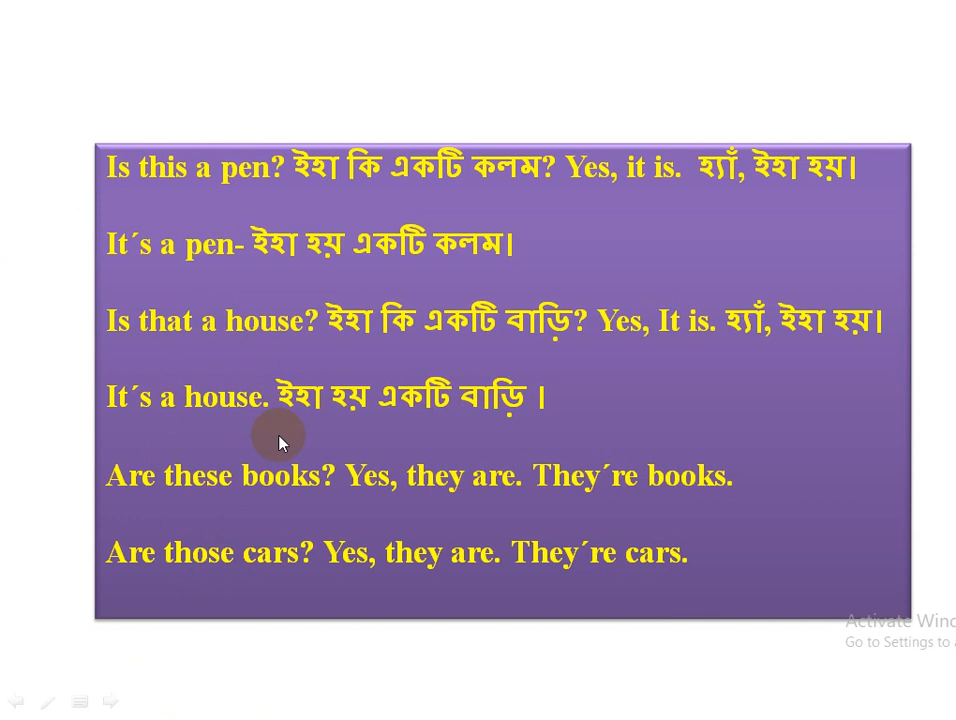 Is this a pen? ইহা কি একটি কলম? Yes, it is. হ্যাঁ, ইহা হয়।
It´s a pen- ইহা হয় একটি কলম।
Is that a house? ইহা কি একটি বাড়ি? Yes, It is. হ্যাঁ, ইহা হয়।
It´s a house. ইহা হয় একটি বাড়ি ।
Are these books? Yes, they are. They´re books.
Are those cars? Yes, they are. They´re cars.
Activate Wind
Go to Settings to